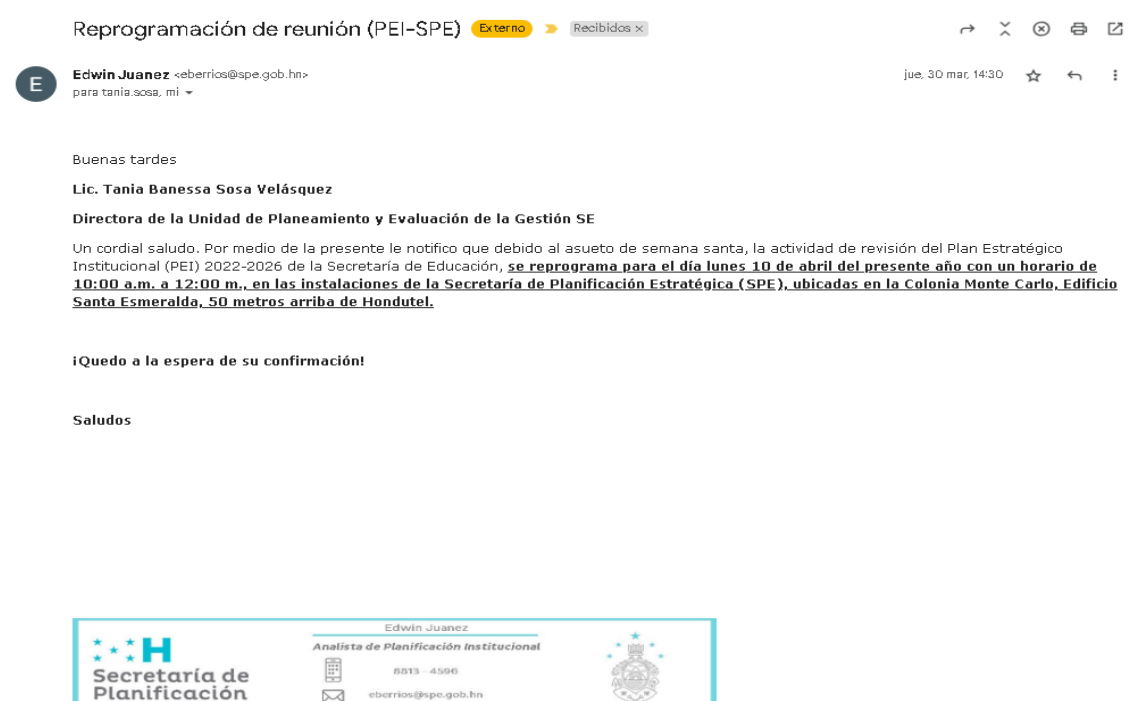 Reprogramación de reunión (PEI-SPE) Externo Recibidos ×
Edwin Juanez <eberrios@spe.gob.hn> jue, 30 mar, 14:30
E
para tania.sosa, mi
Buenas tardes
Lic. Tania Banessa Sosa Velásquez
Directora de la Unidad de Planeamiento y Evaluación de la Gestión SE
Un cordial saludo. Por medio de la presente le notifico que debido al asueto de semana santa, la actividad de revisión del Plan Estratégico
Institucional (PEI) 2022-2026 de la Secretaría de Educación, se reprograma para el día lunes 10 de abril del presente año con un horario de
10:00 a.m. a 12:00 m., en las instalaciones de la Secretaría de Planificación Estratégica (SPE), ubicadas en la Colonia Monte Carlo, Edificio
Santa Esmeralda, 50 metros arriba de Hondutel.
¡Quedo a la espera de su confirmación!
Saludos
Edwin Juanez
Analista de Planificación Institucional
8813 - 4596
eberrios@spe.gob.hn
H
Secretaría de
Planificación